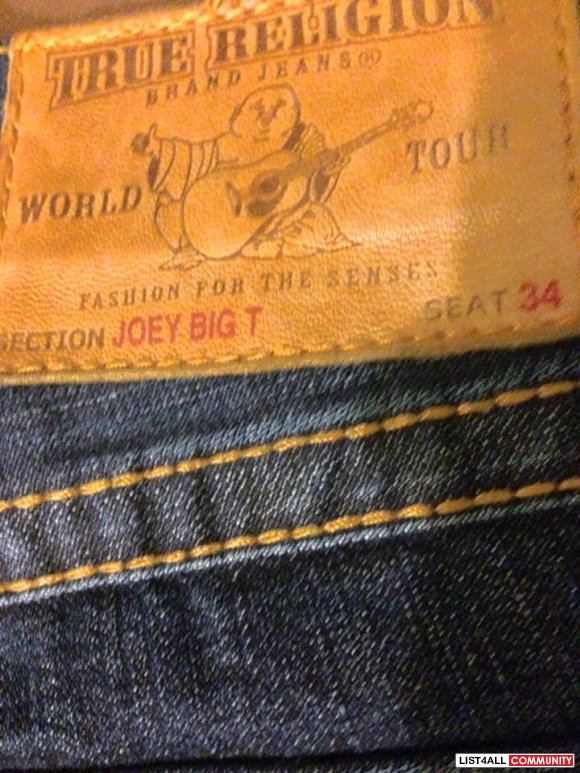 TRUE RELIGION
BRAND JEANS®
WORLD TOUR
FASHION FOR THE SENSES
SECTION JOEY BIG T SEAT 34
LIST4ALL COMMUNITY